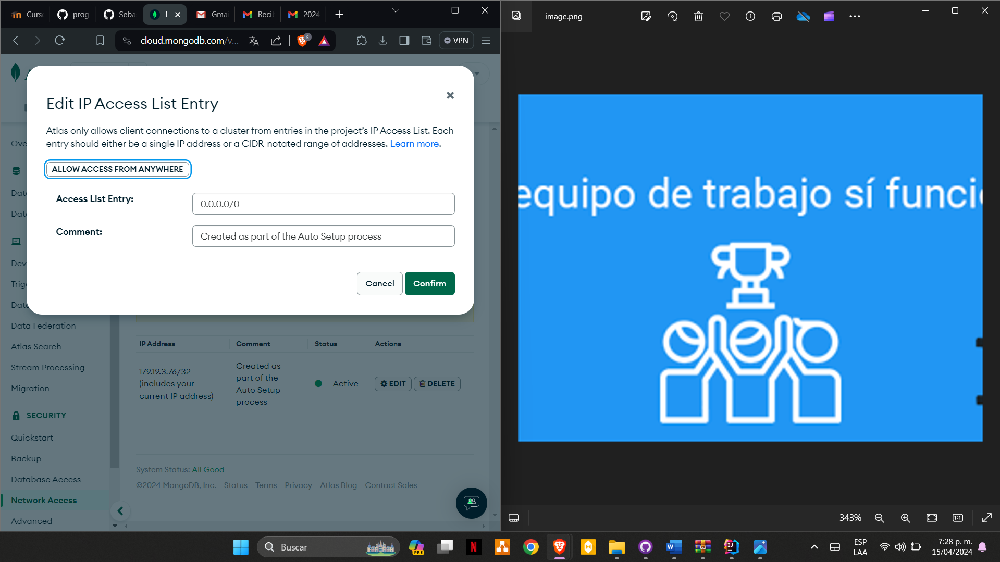 Curs
prog
Seba
Gma
Recil
2024
cloud.mongodb.com/v...
5
VPN
Edit IP Access List Entry
Atlas only allows client connections to a cluster from entries in the project's IP Access List. Each
entry should either be a single IP address or a CIDR-notated range of addresses. Learn more.
ALLOW ACCESS FROM ANYWHERE
Access List Entry:
0.0.0.0/0
Comment:
Created as part of the Auto Setup process
Cancel
Confirm
Ove
Dat
Dat
Dev
Trig
Data
Data Federation
Atlas Search
Stream Processing
Migration
SECURITY
Quickstart
Backup
Database Access
Network Access
Advanced
IP Address
Comment
Status
Actions
179.19.3.76/32
(includes your
current IP address)
Created as
part of the
Auto Setup
process
Active
EDIT
DELETE
System Status: All Good
©2024 MongoDB, Inc. Status Terms Privacy Atlas Blog Contact Sales
image.png
equipo de trabajo sí funci
343%
1:1
Buscar
PRE
N
W
IJ
ESP
LAA
7:28 p. m.
15/04/2024